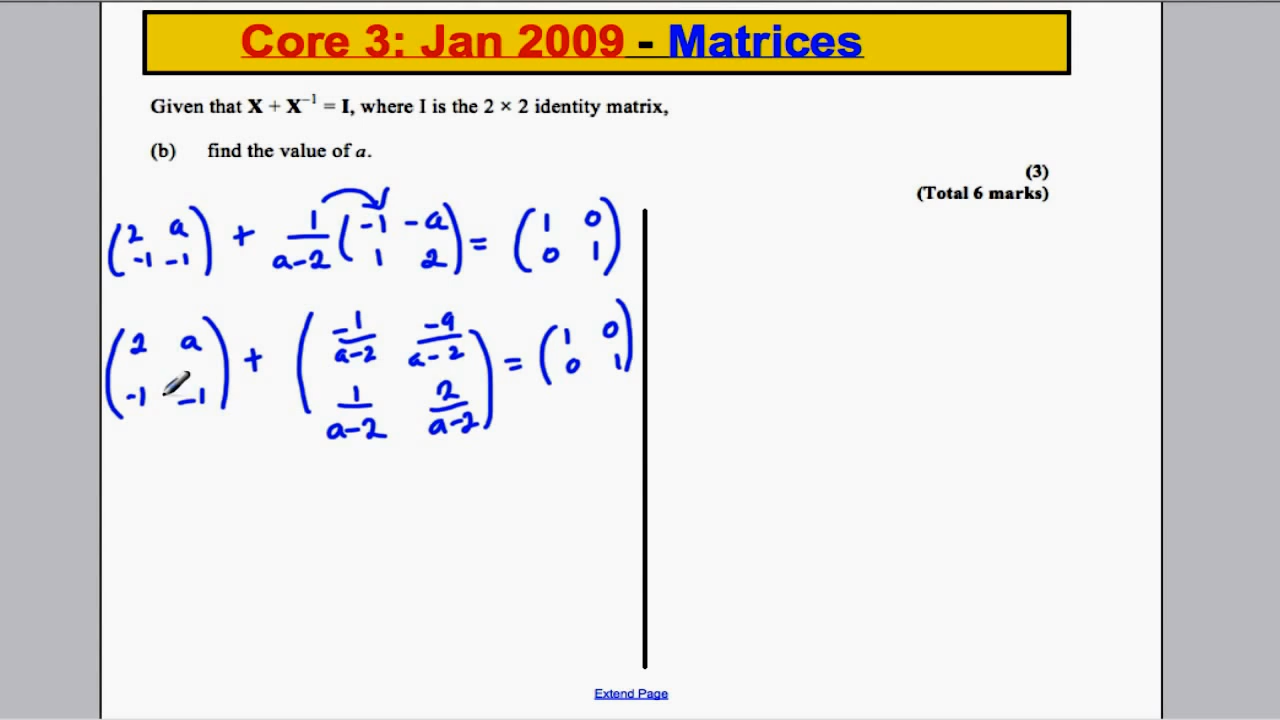 Core 3: Jan 2009 - Matrices
Given that X + X⁻¹ = I, where I is the 2 × 2 identity matrix,
(b) find the value of a.
(3)
(Total 6 marks)
(2 a; -1 -1) + 1/(a-2) (-1 -a; 1 2) = (1 0; 0 1)
(2 a; -1 -1) + (-1/(a-2) -a/(a-2); 1/(a-2) 2/(a-2)) = (1 0; 0 1)
Extend Page